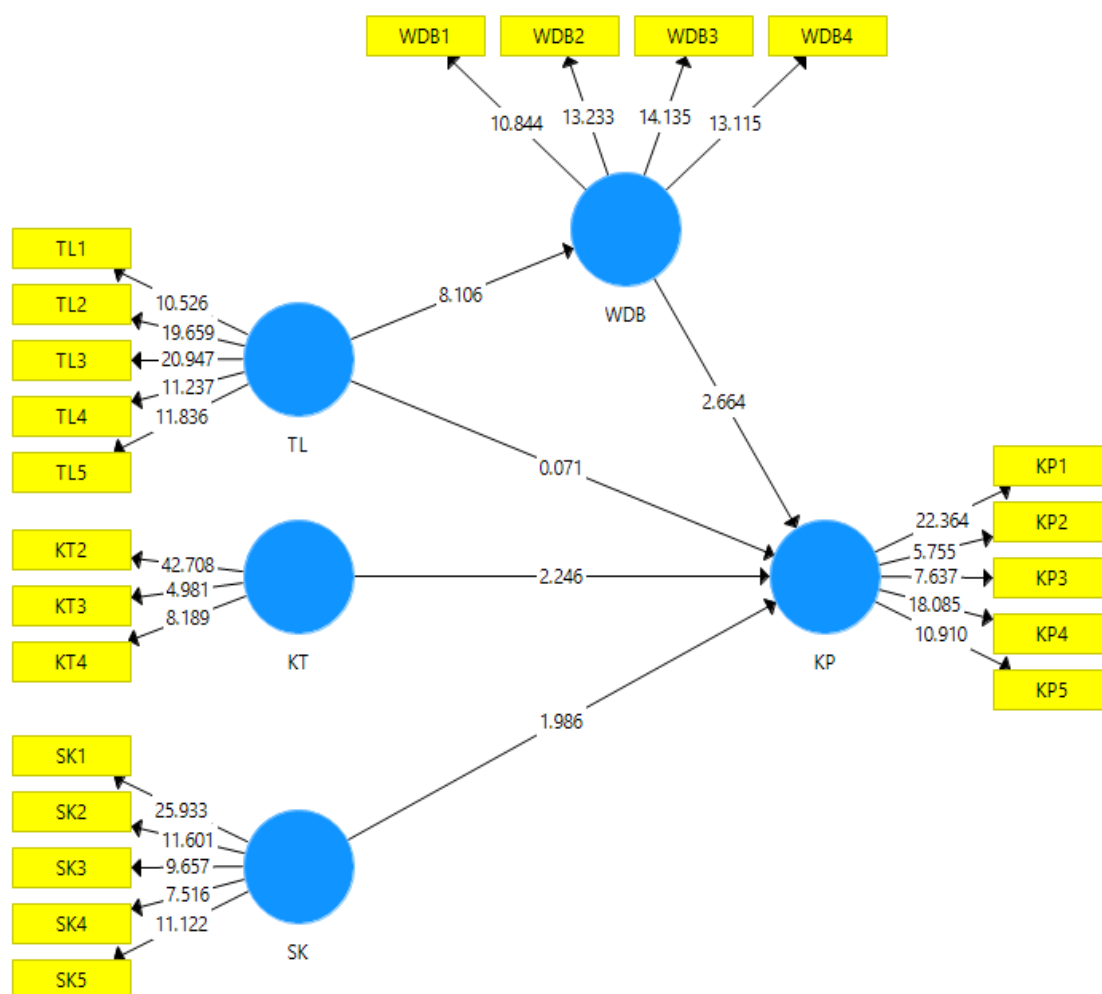 WDB1 WDB2 WDB3 WDB4
10.844 13.233 14.135 13.115
WDB
TL1
TL2
TL3
TL4
TL5
10.526
19.659
20.947
11.237
11.836
TL
8.106
0.071
2.664
KT2
KT3
KT4
42.708
4.981
8.189
KT
2.246
KP
22.364
5.755
7.637
18.085
10.910
KP1
KP2
KP3
KP4
KP5
SK1
SK2
SK3
SK4
SK5
25.933
11.601
9.657
7.516
11.122
SK
1.986